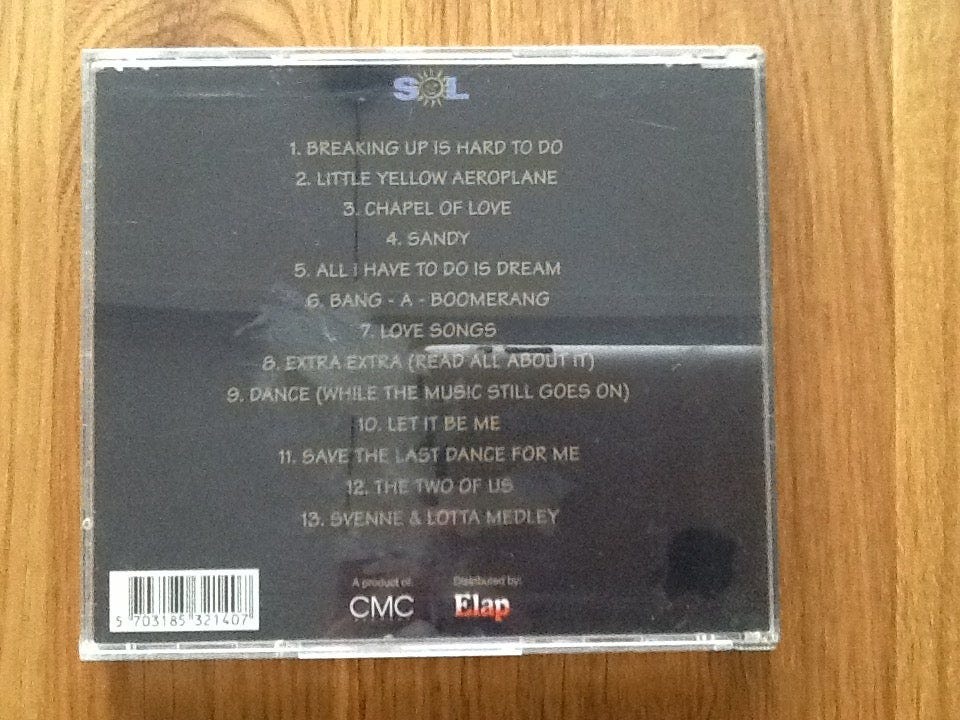 SOL
1. BREAKING UP IS HARD TO DO
2. LITTLE YELLOW AEROPLANE
3. CHAPEL OF LOVE
4. SANDY
5. ALL I HAVE TO DO IS DREAM
6. BANG - A - BOOMERANG
7. LOVE SONGS
8. EXTRA EXTRA (READ ALL ABOUT IT)
9. DANCE (WHILE THE MUSIC STILL GOES ON)
10. LET IT BE ME
11. SAVE THE LAST DANCE FOR ME
12. THE TWO OF US
13. SVENNE & LOTTA MEDLEY
A product of: Distributed by:
CMC Elap
5 703185 321407